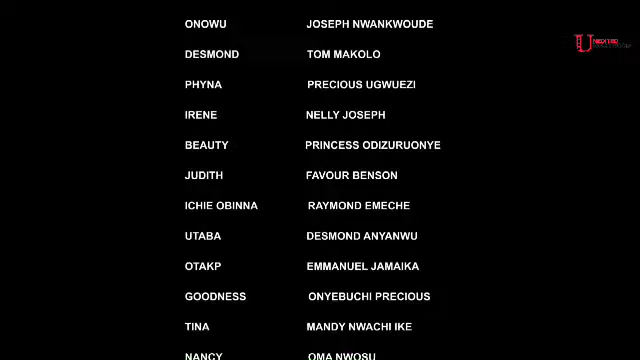 ONOWU JOSEPH NWANKWOUDE
DESMOND TOM MAKOLO
PHYNA PRECIOUS UGWUEZI
IRENE NELLY JOSEPH
BEAUTY PRINCESS ODIZURUONYE
JUDITH FAVOUR BENSON
ICHIE OBINNA RAYMOND EMECHE
UTABA DESMOND ANYANWU
OTAKP EMMANUEL JAMAIKA
GOODNESS ONYEBUCHI PRECIOUS
TINA MANDY NWACHI IKE
NANCY OMA NWOSU